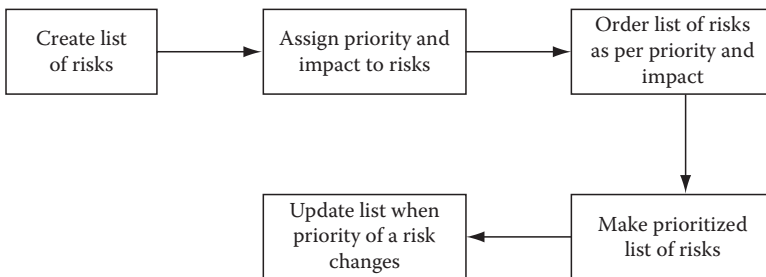 Create list
of risks
Assign priority and
impact to risks
Order list of risks
as per priority and
impact
Make prioritized
list of risks
Update list when
priority of a risk
changes